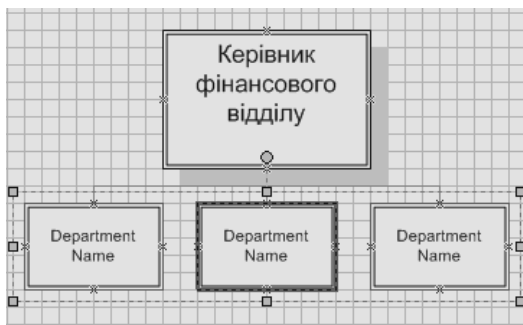 Керівник
фінансового
відділу
Department
Name
Department
Name
Department
Name